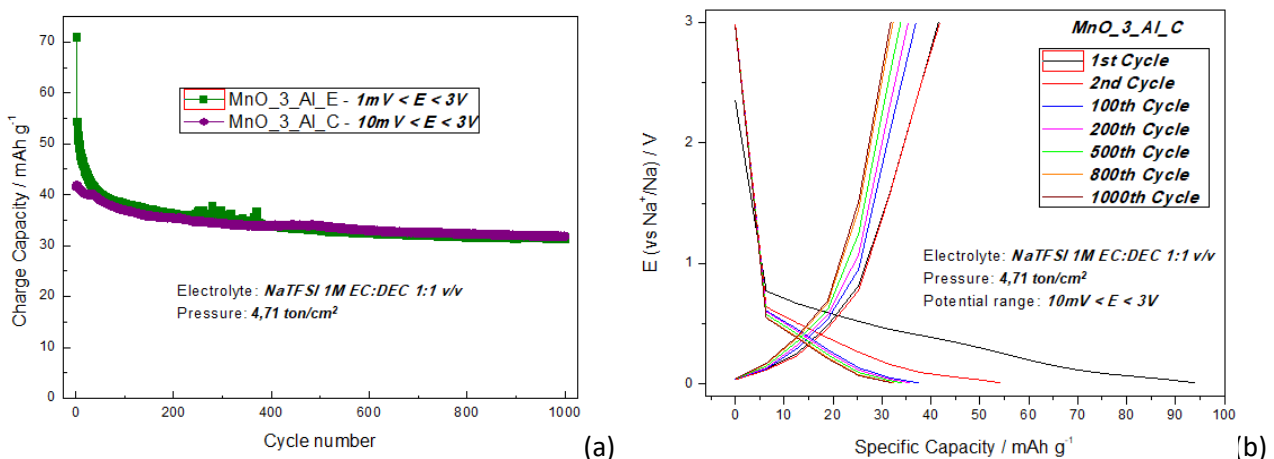 Charge Capacity / mAh g-1
70
60
50
40
30
20
10
0
MnO_3_Al_E - 1mV < E < 3V
MnO_3_Al_C - 10mV < E < 3V
Electrolyte: NaTFSI 1M EC:DEC 1:1 v/v
Pressure: 4,71 ton/cm2
0 200 400 600 800 1000
Cycle number
(a)
E (vs Na+/Na) / V
3
2
1
0
MnO_3_Al_C
1st Cycle
2nd Cycle
100th Cycle
200th Cycle
500th Cycle
800th Cycle
1000th Cycle
Electrolyte: NaTFSI 1M EC:DEC 1:1 v/v
Pressure: 4,71 ton/cm2
Potential range: 10mV < E < 3V
0 10 20 30 40 50 60 70 80 90 100
Specific Capacity / mAh g-1
(b)